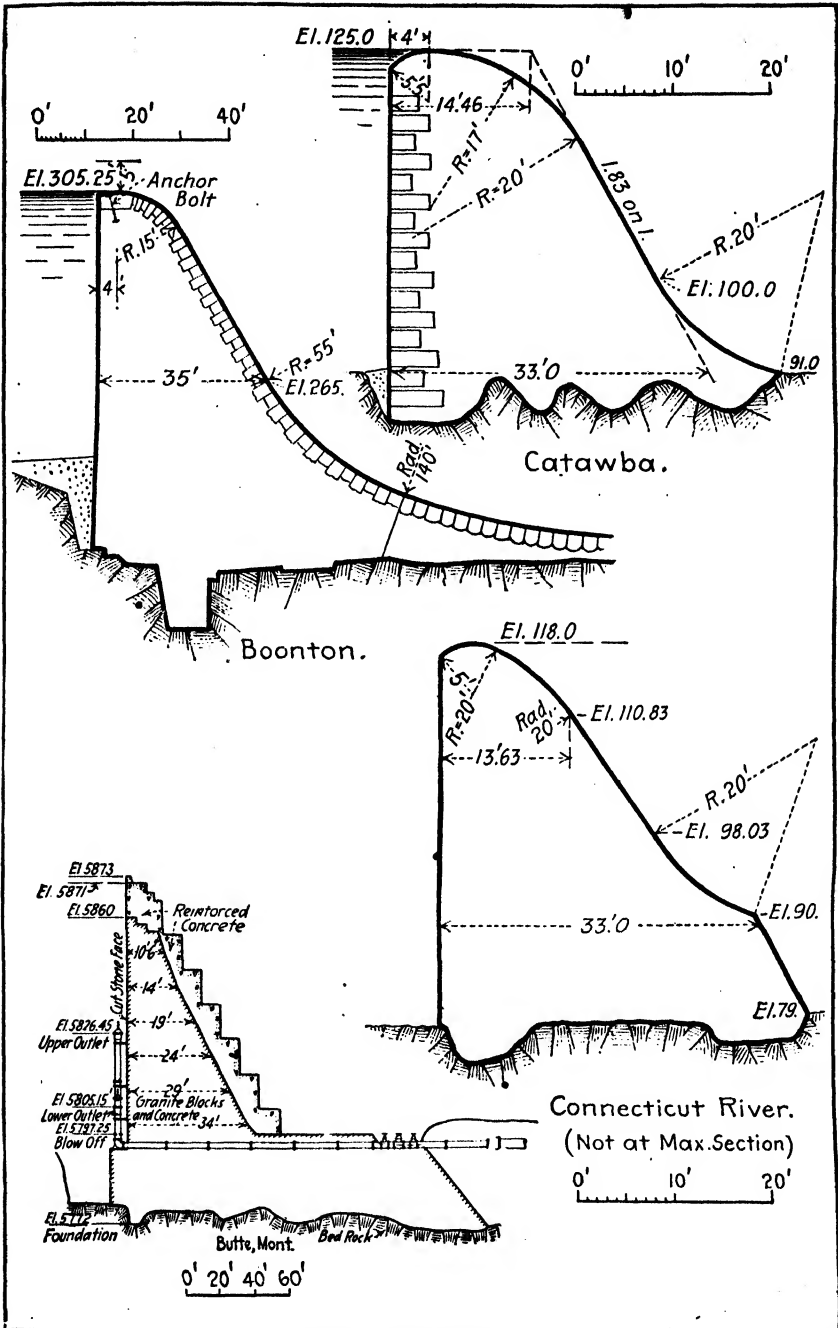 El.125.0
4'
0' 10' 20'
5.5'
14.'46
R=17'
R=20'
1.83 on 1.
R.20'
El.100.0
33.'0
91.0
Catawba.
0' 20' 40'
El.305.25
5'
Anchor
Bolt
R.15'
4'
35'
R=55'
El.265.
Rad.
140'
Boonton.
El.118.0
5'
R=20'
Rad.
20'
El.110.83
13.'63
R.20'
El. 98.03
33.'0
El.90.
El.79.
Connecticut River.
(Not at Max.Section)
0' 10' 20'
El.5873
El.5871
El.5860
Reinforced
Concrete
Cut Stone Face
10'6"
14'
19'
El.5826.45
Upper Outlet
24'
29'
El.5805.15'
Lower Outlet
Granite Blocks
and Concrete
34'
El.5797.25
Blow Off
El.5772'
Foundation
Butte, Mont.
Bed Rock
0' 20' 40' 60'